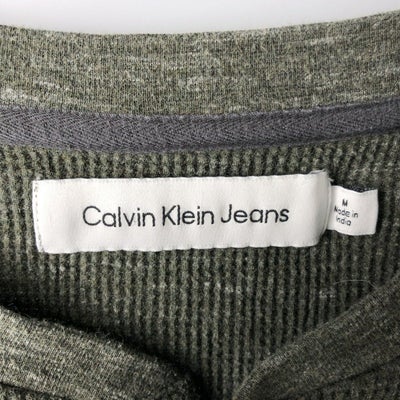 Calvin Klein Jeans
M
Made in
India